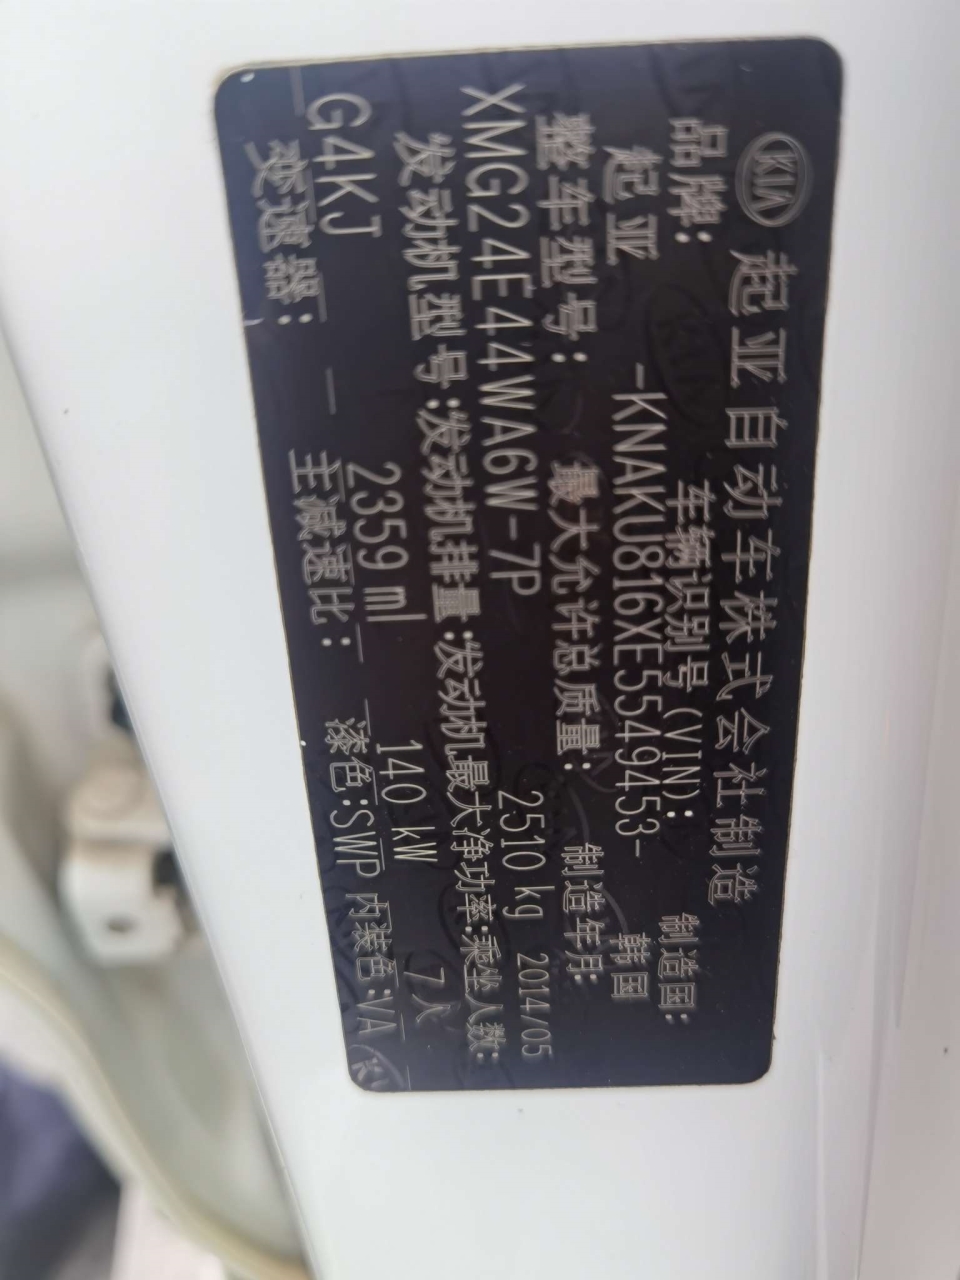 KIA 起亚自动车株式会社制造
品牌: 车辆识别号(VIN): 制造国:
起亚 -KNAKU816XE5549453- 韩国
整车型号: 最大允许总质量: 制造年月:
XMG24E44WA6W-7P 2510 kg 2014/05
发动机型号:发动机排量:发动机最大净功率:乘坐人数:
G4KJ 2359 ml 140 kW 7人
变速器: 主减速比: 漆色:SWP 内装色:VA